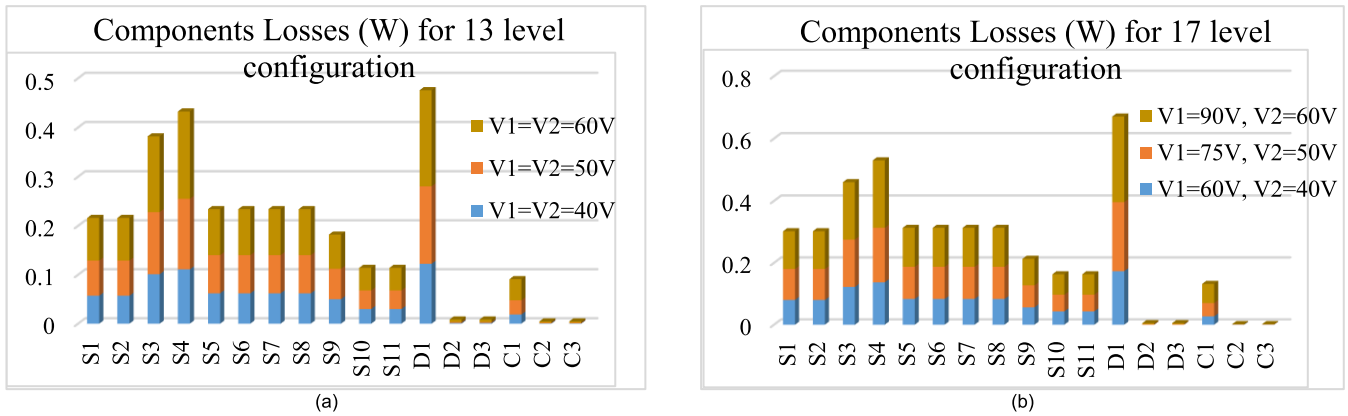 Components Losses (W) for 13 level
configuration
0.5
0.4
0.3
0.2
0.1
0
V1=V2=60V
V1=V2=50V
V1=V2=40V
S1 S2 S3 S4 S5 S6 S7 S8 S9 S10 S11 D1 D2 D3 C1 C2 C3
(a)
Components Losses (W) for 17 level
configuration
0.8
0.6
0.4
0.2
0
V1=90V, V2=60V
V1=75V, V2=50V
V1=60V, V2=40V
S1 S2 S3 S4 S5 S6 S7 S8 S9 S10 S11 D1 D2 D3 C1 C2 C3
(b)